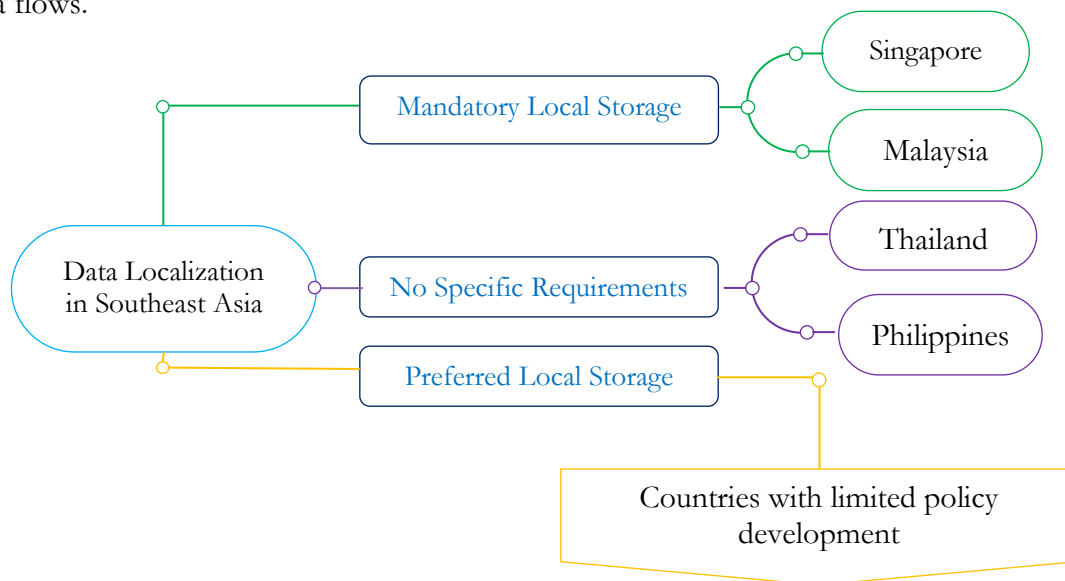 flows.
Singapore
Mandatory Local Storage
Malaysia
Data Localization
in Southeast Asia
Thailand
No Specific Requirements
Philippines
Preferred Local Storage
Countries with limited policy
development